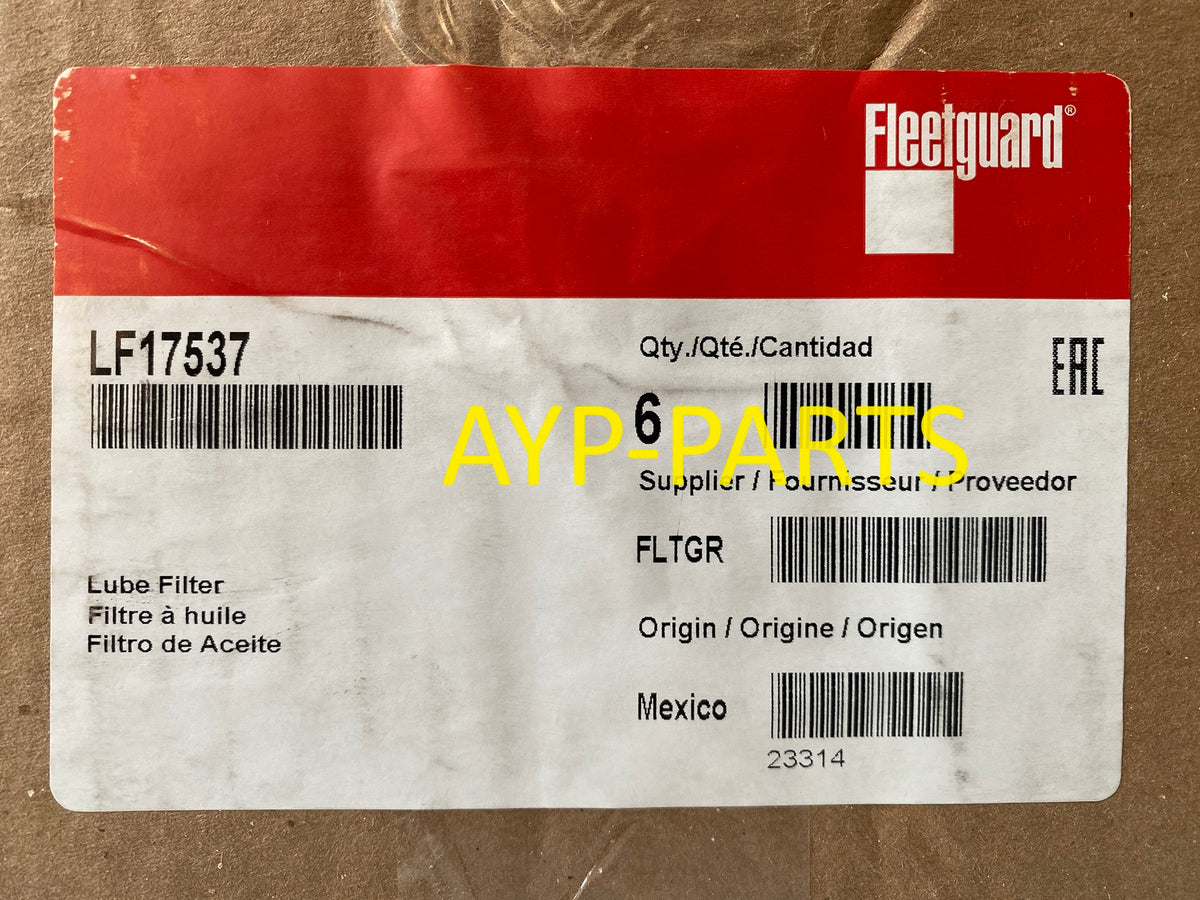 Fleetguard®
LF17537
Lube Filter
Filtre à huile
Filtro de Aceite
Qty./Qté./Cantidad
6
EAC
AYP-PARTS
Supplier / Fournisseur / Proveedor
FLTGR
Origin / Origine / Origen
Mexico
23314